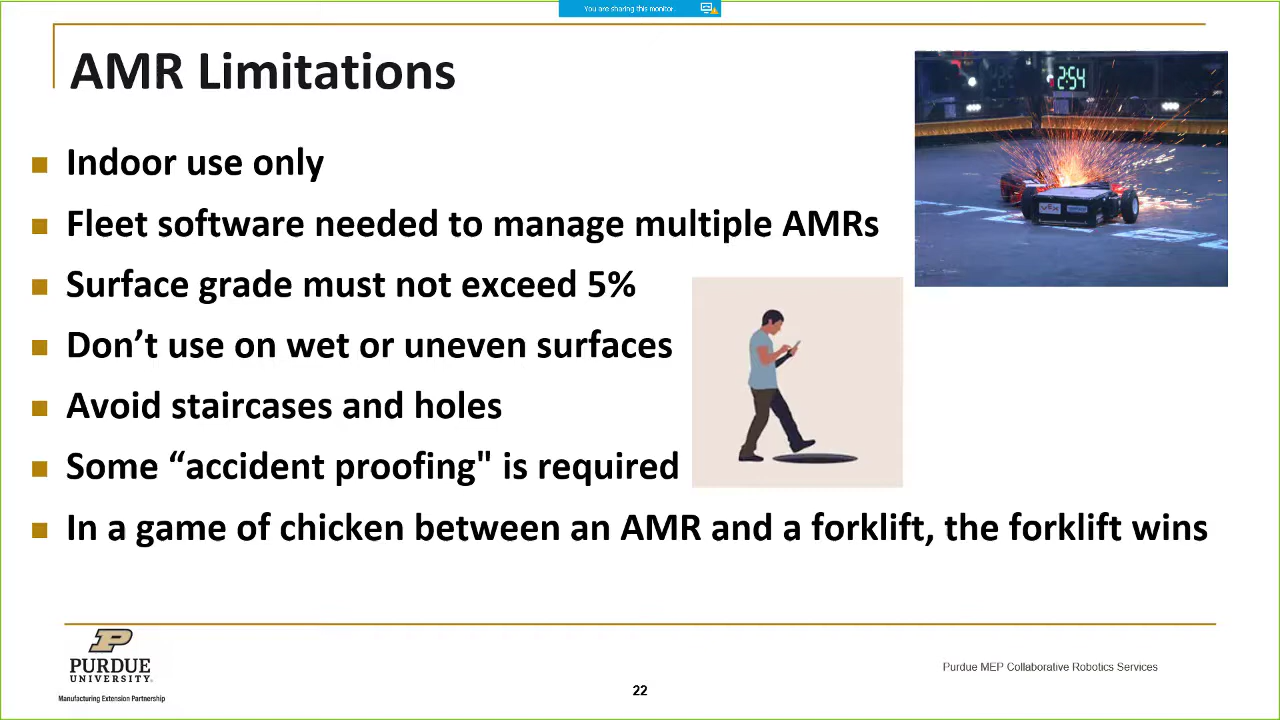 You are sharing this monitor.
AMR Limitations
2:54
Indoor use only
Fleet software needed to manage multiple AMRs
Surface grade must not exceed 5%
Don’t use on wet or uneven surfaces
Avoid staircases and holes
Some “accident proofing" is required
In a game of chicken between an AMR and a forklift, the forklift wins
P
PURDUE
UNIVERSITY®
Manufacturing Extension Partnership
Purdue MEP Collaborative Robotics Services
22